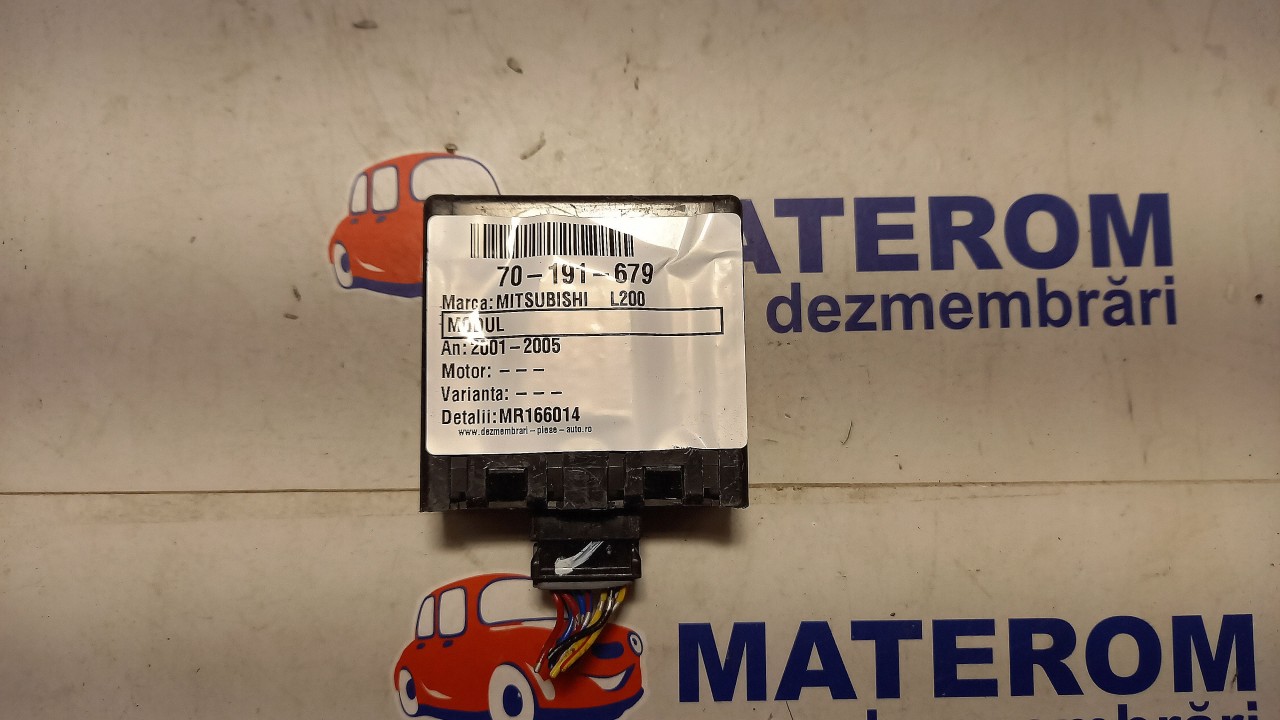 MATEROM
dezmembrări
70-191-679
Marca: MITSUBISHI L200
MODUL
An: 2001-2005
Motor: - - -
Varianta: - - -
Detalii: MR166014
www.dezmembrari-piese-auto.ro
MATEROM
dezmembrări